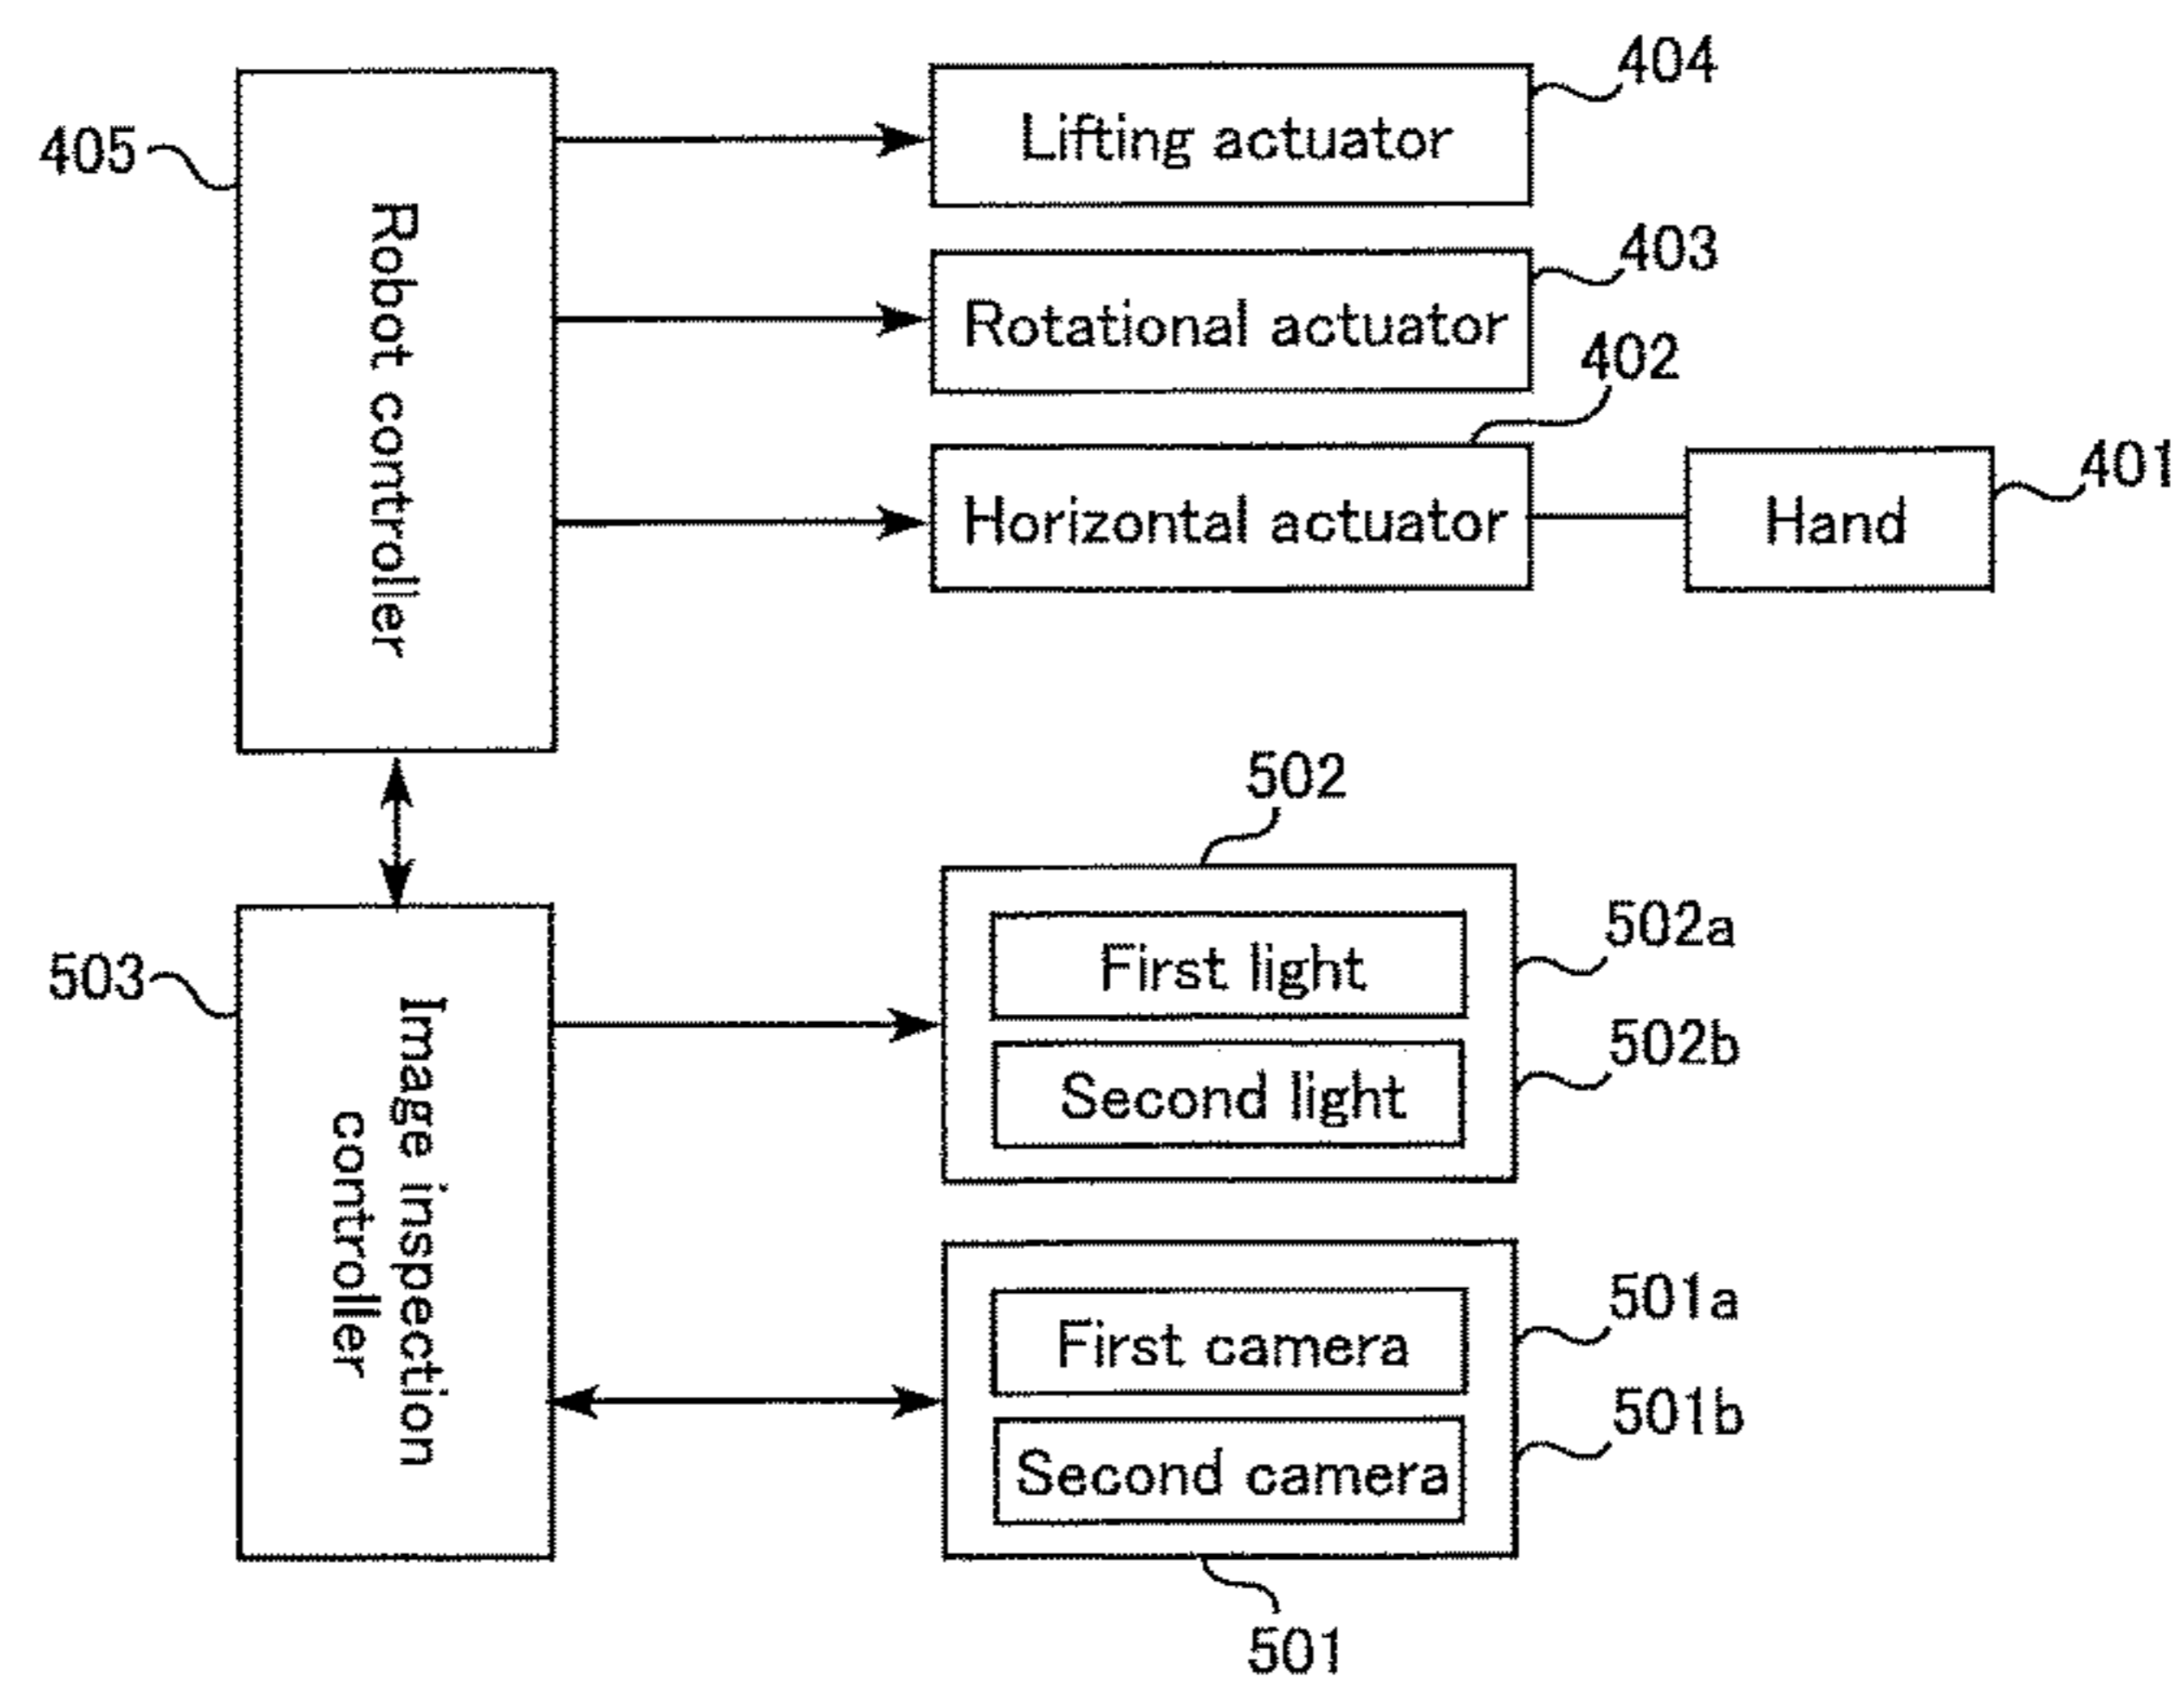 404
Lifting actuator
405
Robot controller
403
Rotational actuator
402
Horizontal actuator
Hand
401
502
503
Image inspection
controller
First light
502a
Second light
502b
First camera
501a
Second camera
501b
501